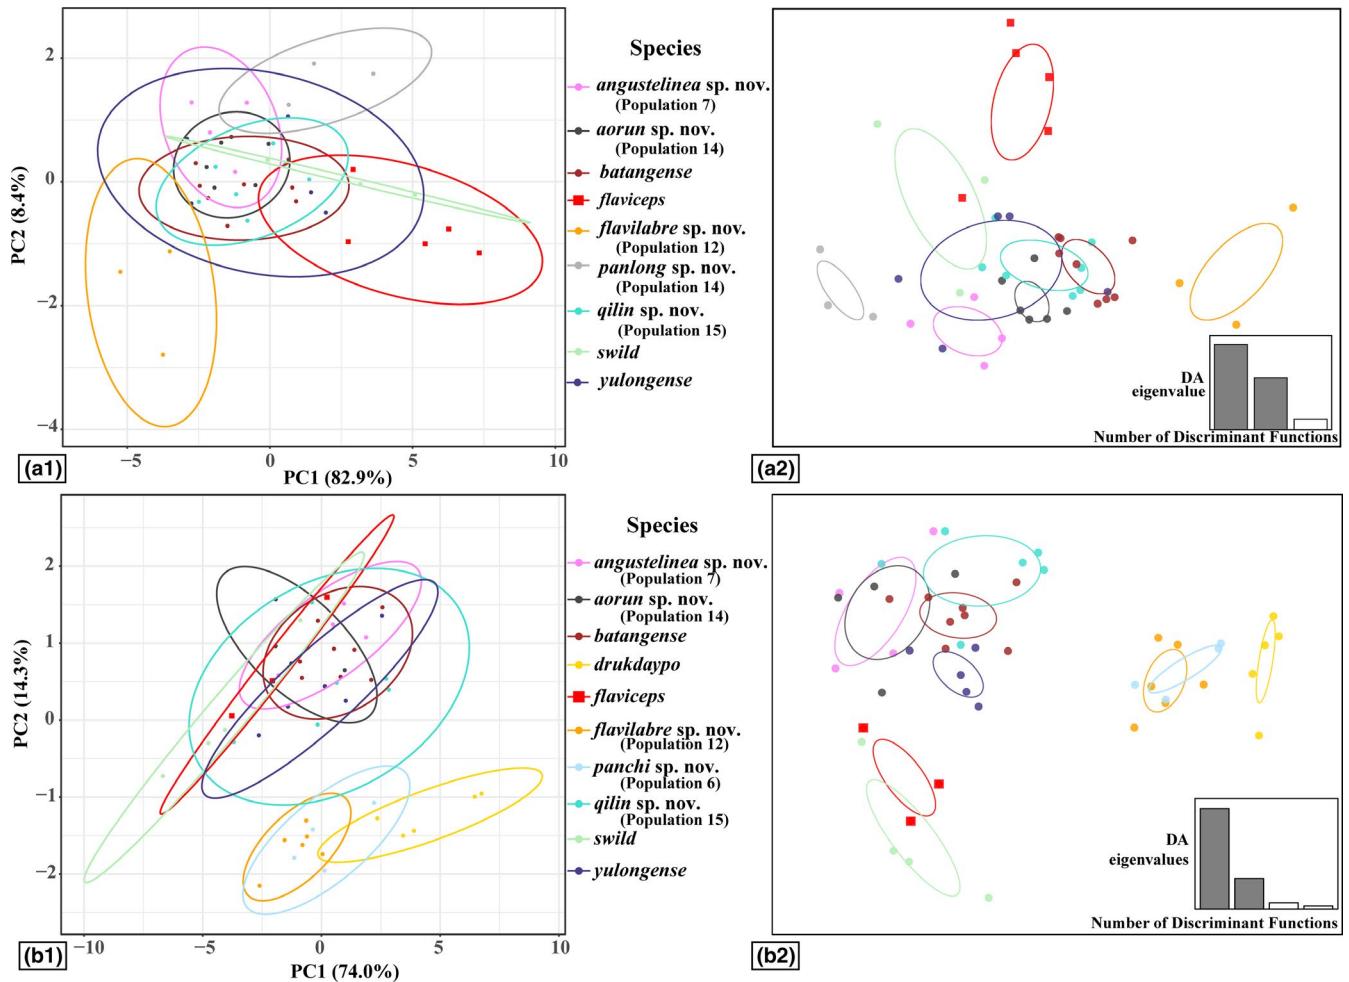 2
0
−2
−4
PC2 (8.4%)
−5
0
5
10
PC1 (82.9%)
(a1)
Species
angustelinea sp. nov.
(Population 7)
aorun sp. nov.
(Population 14)
batangense
flaviceps
flavilabre sp. nov.
(Population 12)
panlong sp. nov.
(Population 14)
qilin sp. nov.
(Population 15)
swild
yulongense
DA
eigenvalue
Number of Discriminant Functions
(a2)
2
1
0
−1
−2
PC2 (14.3%)
−10
−5
0
5
10
PC1 (74.0%)
(b1)
Species
angustelinea sp. nov.
(Population 7)
aorun sp. nov.
(Population 14)
batangense
drukdaypo
flaviceps
flavilabre sp. nov.
(Population 12)
panchi sp. nov.
(Population 6)
qilin sp. nov.
(Population 15)
swild
yulongense
DA
eigenvalues
Number of Discriminant Functions
(b2)